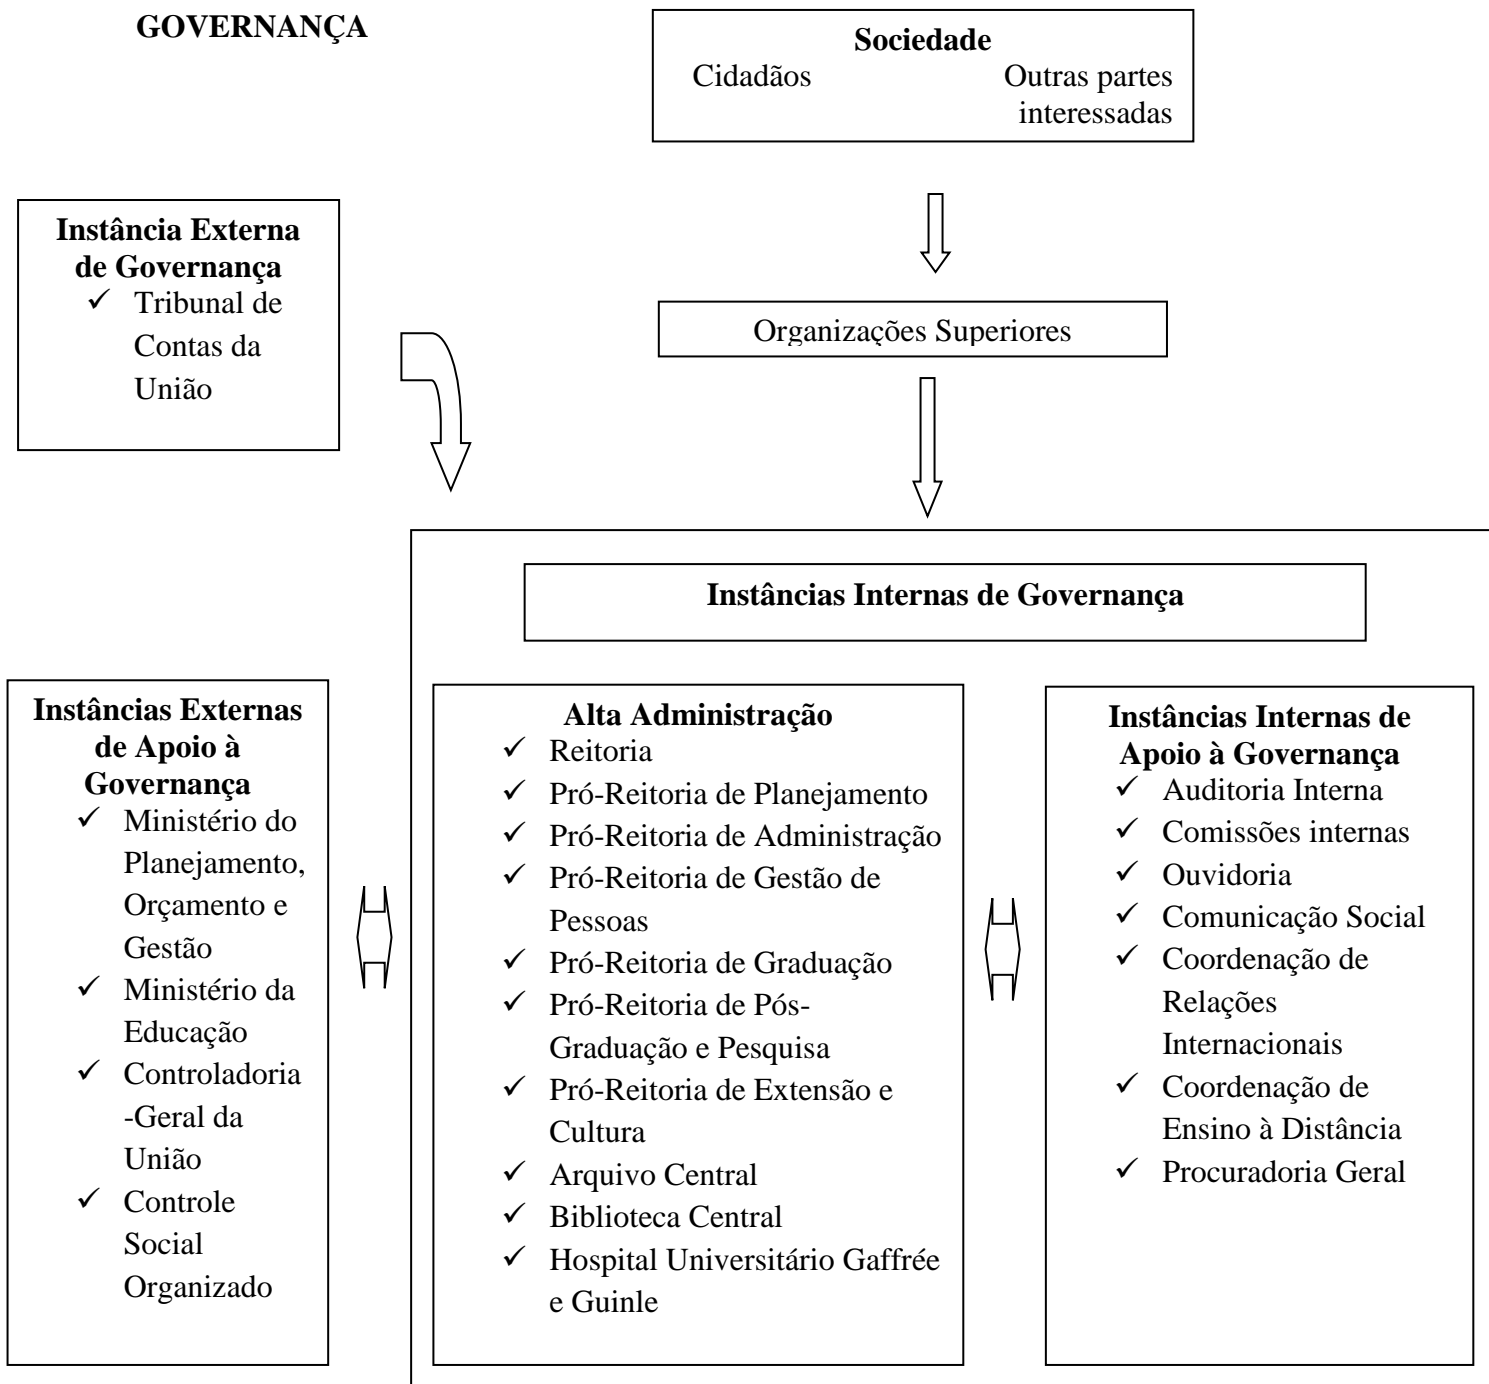 GOVERNANÇA
Sociedade
Cidadãos Outras partes
interessadas
Instância Externa
de Governança
✓ Tribunal de
Contas da
União
Organizações Superiores
Instâncias Internas de Governança
Instâncias Externas
de Apoio à
Governança
✓ Ministério do
Planejamento,
Orçamento e
Gestão
✓ Ministério da
Educação
✓ Controladoria
-Geral da
União
✓ Controle
Social
Organizado
Alta Administração
✓ Reitoria
✓ Pró-Reitoria de Planejamento
✓ Pró-Reitoria de Administração
✓ Pró-Reitoria de Gestão de
Pessoas
✓ Pró-Reitoria de Graduação
✓ Pró-Reitoria de Pós-
Graduação e Pesquisa
✓ Pró-Reitoria de Extensão e
Cultura
✓ Arquivo Central
✓ Biblioteca Central
✓ Hospital Universitário Gaffrée
e Guinle
Instâncias Internas de
Apoio à Governança
✓ Auditoria Interna
✓ Comissões internas
✓ Ouvidoria
✓ Comunicação Social
✓ Coordenação de
Relações
Internacionais
✓ Coordenação de
Ensino à Distância
✓ Procuradoria Geral